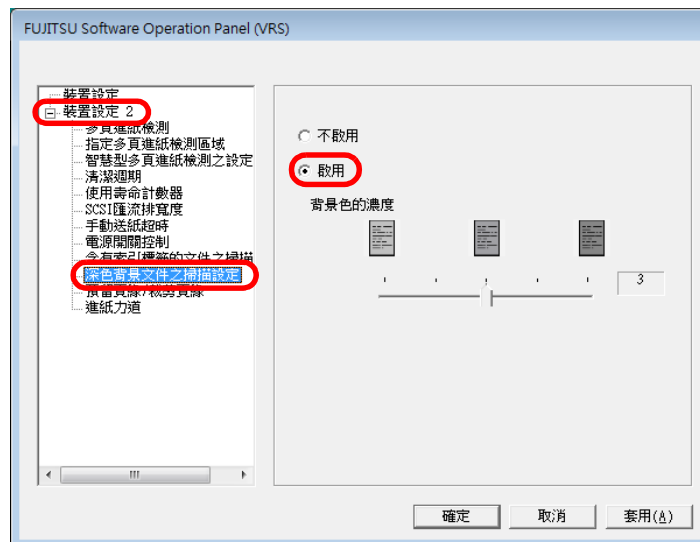 FUJITSU Software Operation Panel (VRS)
裝置設定
裝置設定 2
多頁進紙檢測
指定多頁進紙檢測區域
智慧型多頁進紙檢測之設定
清潔週期
使用壽命計數器
SCSI匯流排寬度
手動送紙超時
電源開關控制
含有索引標籤的文件之掃描
深色背景文件之掃描設定
預留頁緣/裁剪頁緣
進紙力道
不啟用
啟用
背景色的濃度
3
確定
取消
套用(A)